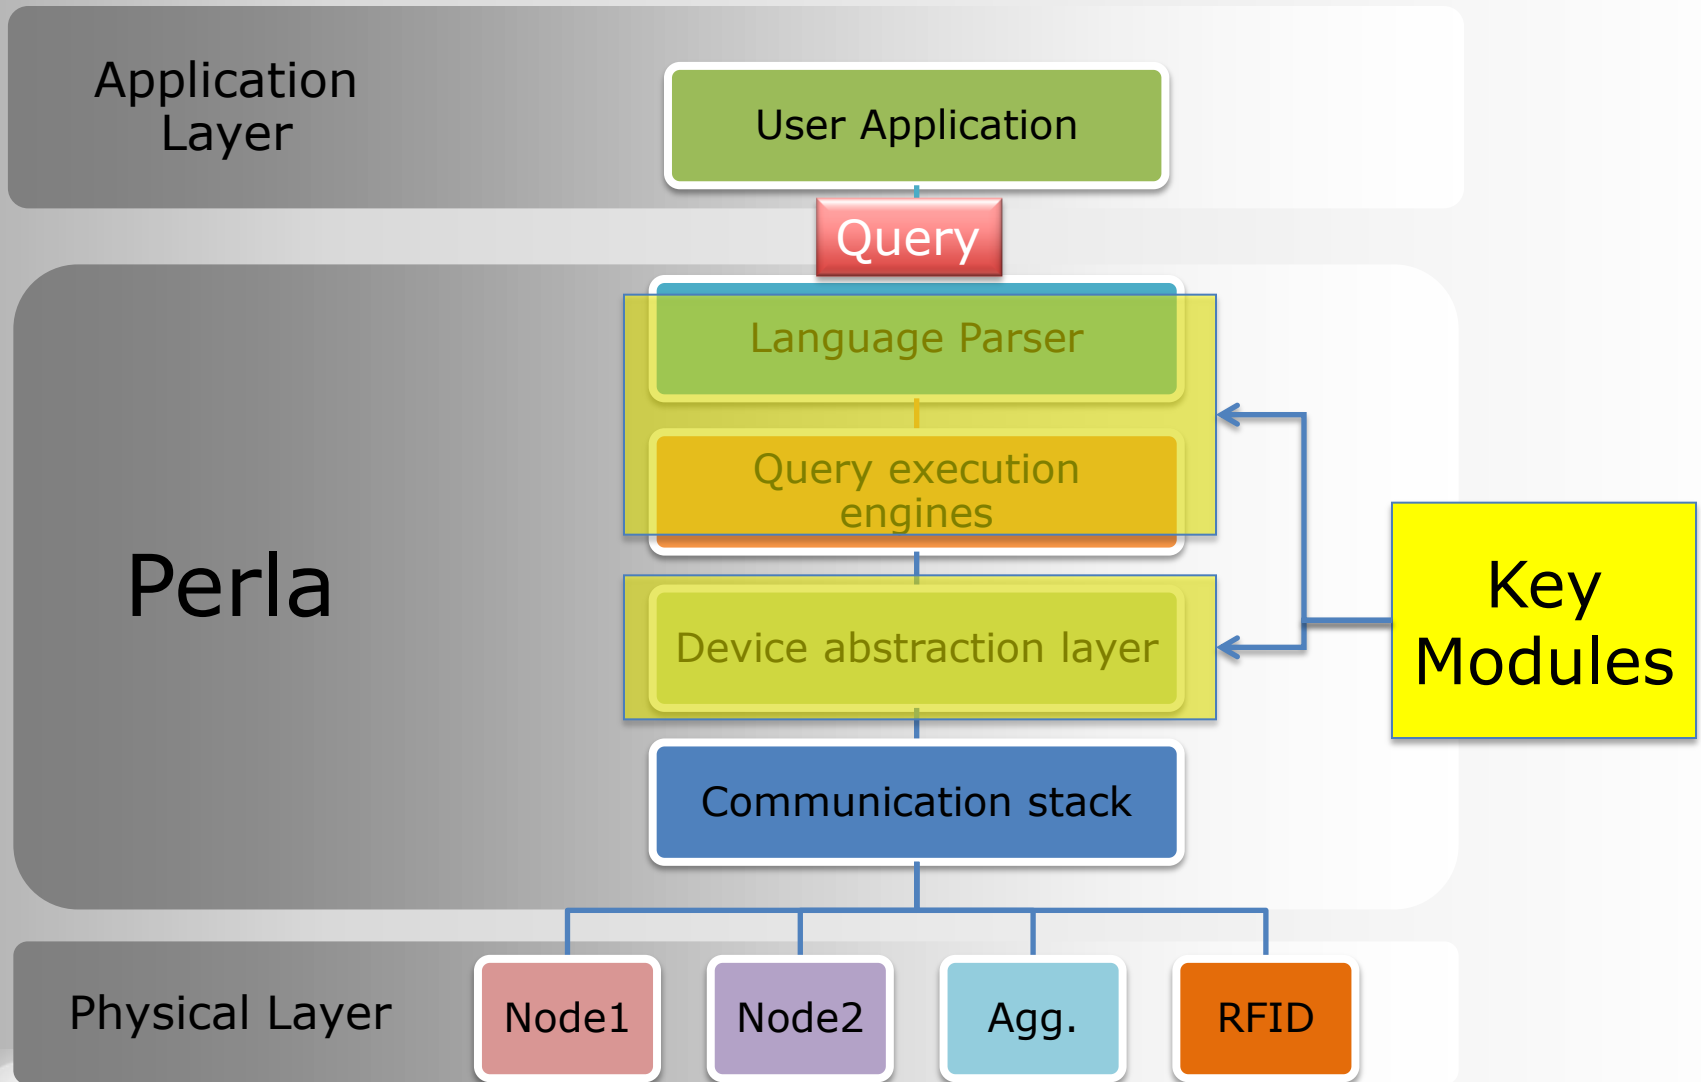 Application
Layer
User Application
Query
Language Parser
Query execution
engines
Perla
Key
Modules
Device abstraction layer
Communication stack
Physical Layer
Node1
Node2
Agg.
RFID